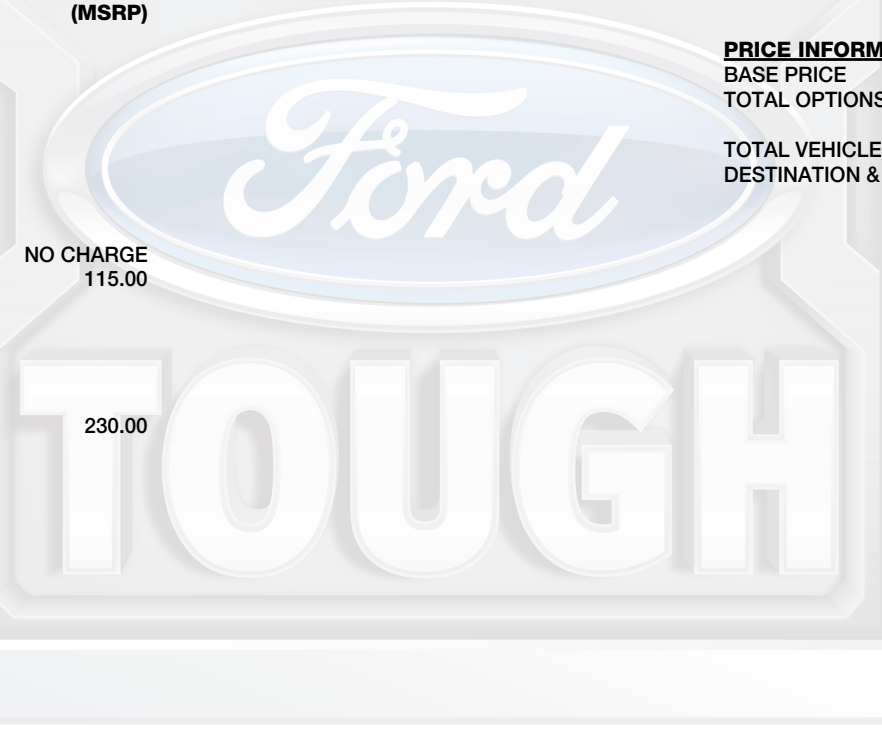 (MSRP)
PRICE INFORM
BASE PRICE
TOTAL OPTIONS
TOTAL VEHICLE
DESTINATION &
Ford
NO CHARGE
115.00
230.00
TOUGH